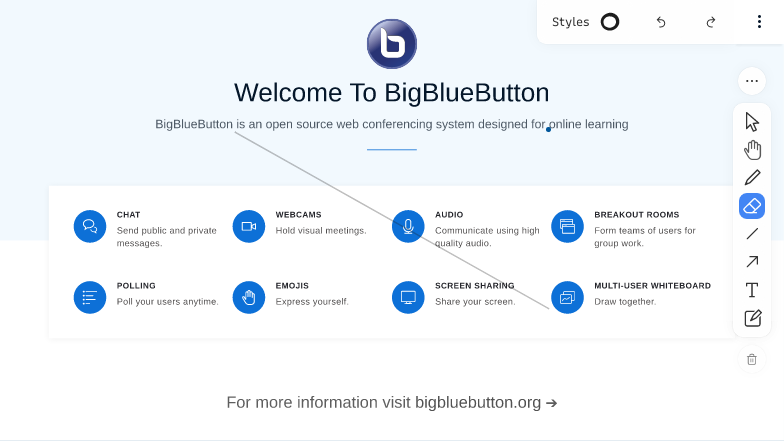 Styles
Welcome To BigBlueButton
BigBlueButton is an open source web conferencing system designed for online learning
CHAT
Send public and private
messages.
WEBCAMS
Hold visual meetings.
AUDIO
Communicate using high
quality audio.
BREAKOUT ROOMS
Form teams of users for
group work.
POLLING
Poll your users anytime.
EMOJIS
Express yourself.
SCREEN SHARING
Share your screen.
MULTI-USER WHITEBOARD
Draw together.
For more information visit bigbluebutton.org ➔